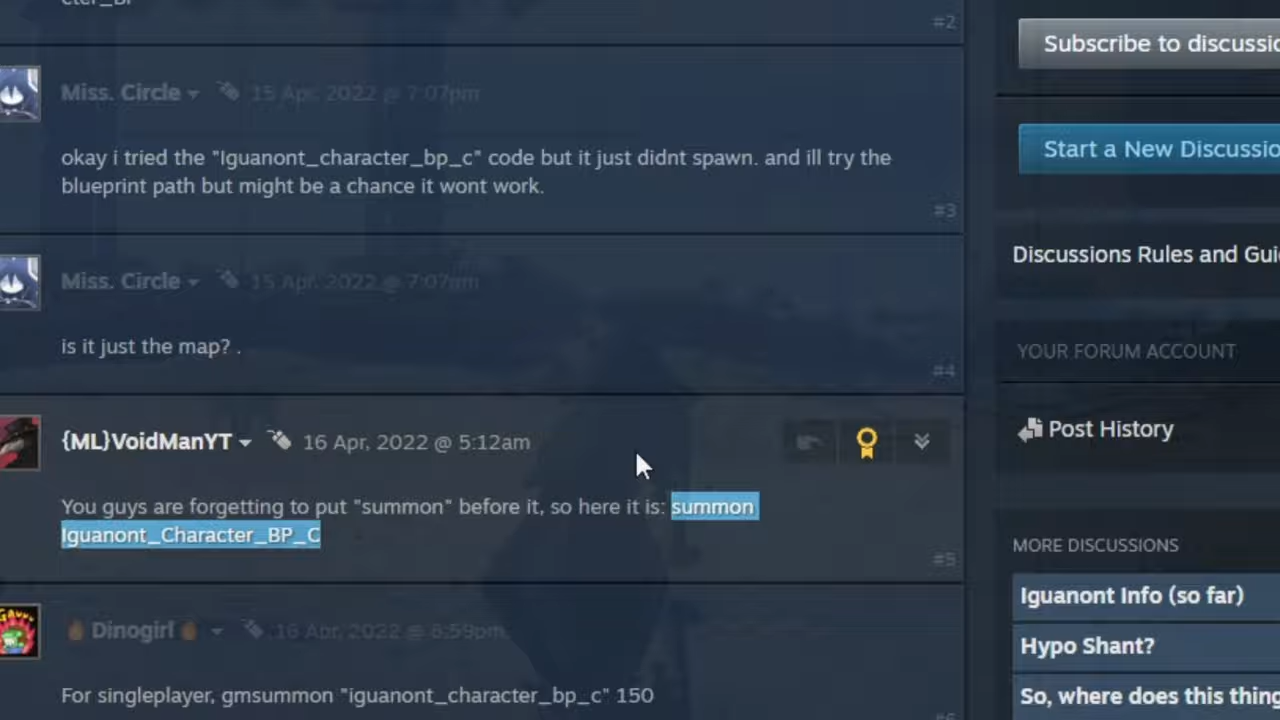 #2
Miss. Circle 15 Apr, 2022 @ 7:07pm
okay i tried the "Iguanont_character_bp_c" code but it just didnt spawn. and ill try the
blueprint path but might be a chance it wont work.
#3
Miss. Circle 15 Apr, 2022 @ 7:07pm
is it just the map? .
#4
{ML}VoidManYT 16 Apr, 2022 @ 5:12am
You guys are forgetting to put "summon" before it, so here it is: summon
Iguanont_Character_BP_C
#5
Dinogirl 16 Apr, 2022 @ 6:59pm
For singleplayer, gmsummon "iguanont_character_bp_c" 150
Subscribe to discussio
Start a New Discussio
Discussions Rules and Gui
YOUR FORUM ACCOUNT
Post History
MORE DISCUSSIONS
Iguanont Info (so far)
Hypo Shant?
So, where does this thing